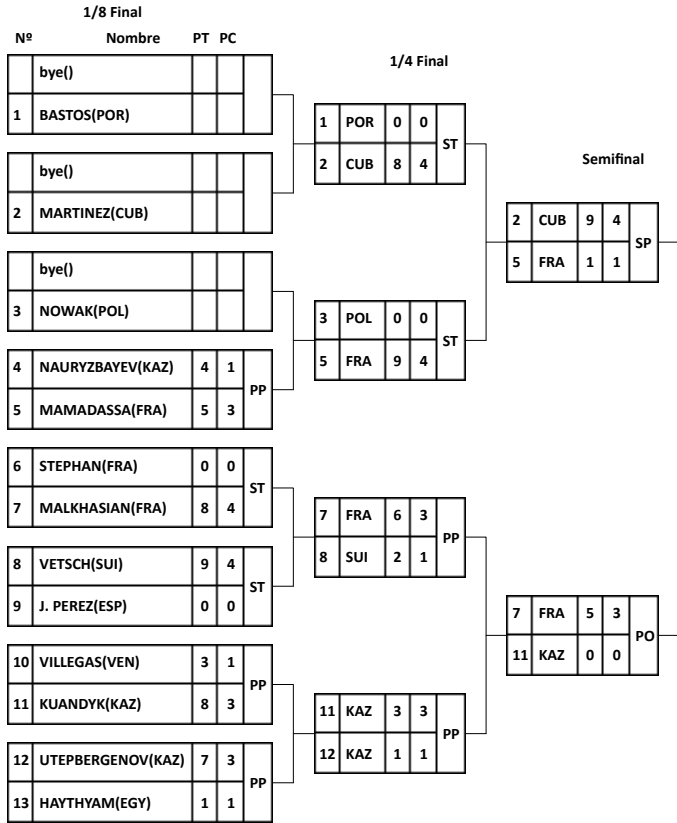 1/8 Final
Nº Nombre PT PC
bye()
1 BASTOS(POR)
bye()
2 MARTINEZ(CUB)
bye()
3 NOWAK(POL)
4 NAURYZBAYEV(KAZ) 4 1
PP
5 MAMADASSA(FRA) 5 3
6 STEPHAN(FRA) 0 0
ST
7 MALKHASIAN(FRA) 8 4
8 VETSCH(SUI) 9 4
ST
9 J. PEREZ(ESP) 0 0
10 VILLEGAS(VEN) 3 1
PP
11 KUANDYK(KAZ) 8 3
12 UTEPBERGENOV(KAZ) 7 3
PP
13 HAYTHYAM(EGY) 1 1
1/4 Final
1 POR 0 0
ST
2 CUB 8 4
3 POL 0 0
ST
5 FRA 9 4
7 FRA 6 3
PP
8 SUI 2 1
11 KAZ 3 3
PP
12 KAZ 1 1
Semifinal
2 CUB 9 4
SP
5 FRA 1 1
7 FRA 5 3
PO
11 KAZ 0 0